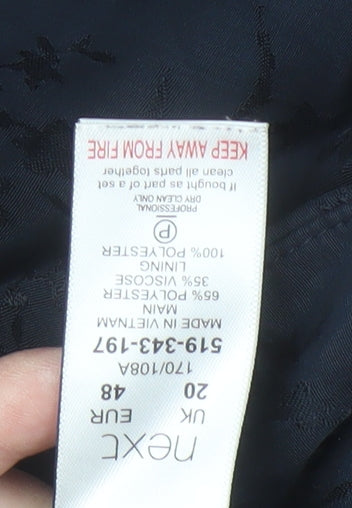 next
UK EUR
20 48
170/108A
519-343-197
MADE IN VIETNAM
MAIN
65% POLYESTER
35% VISCOSE
LINING
100% POLYESTER
P
PROFESSIONAL
DRY CLEAN ONLY
If bought as part of a set
clean all parts together
KEEP AWAY FROM FIRE